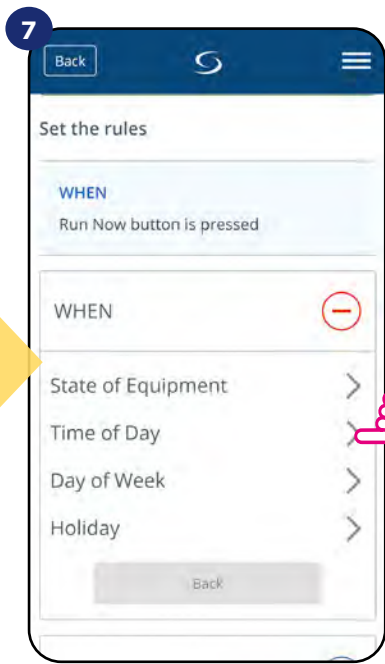 7
Back
Set the rules
WHEN
Run Now button is pressed
WHEN
State of Equipment
Time of Day
Day of Week
Holiday
Back